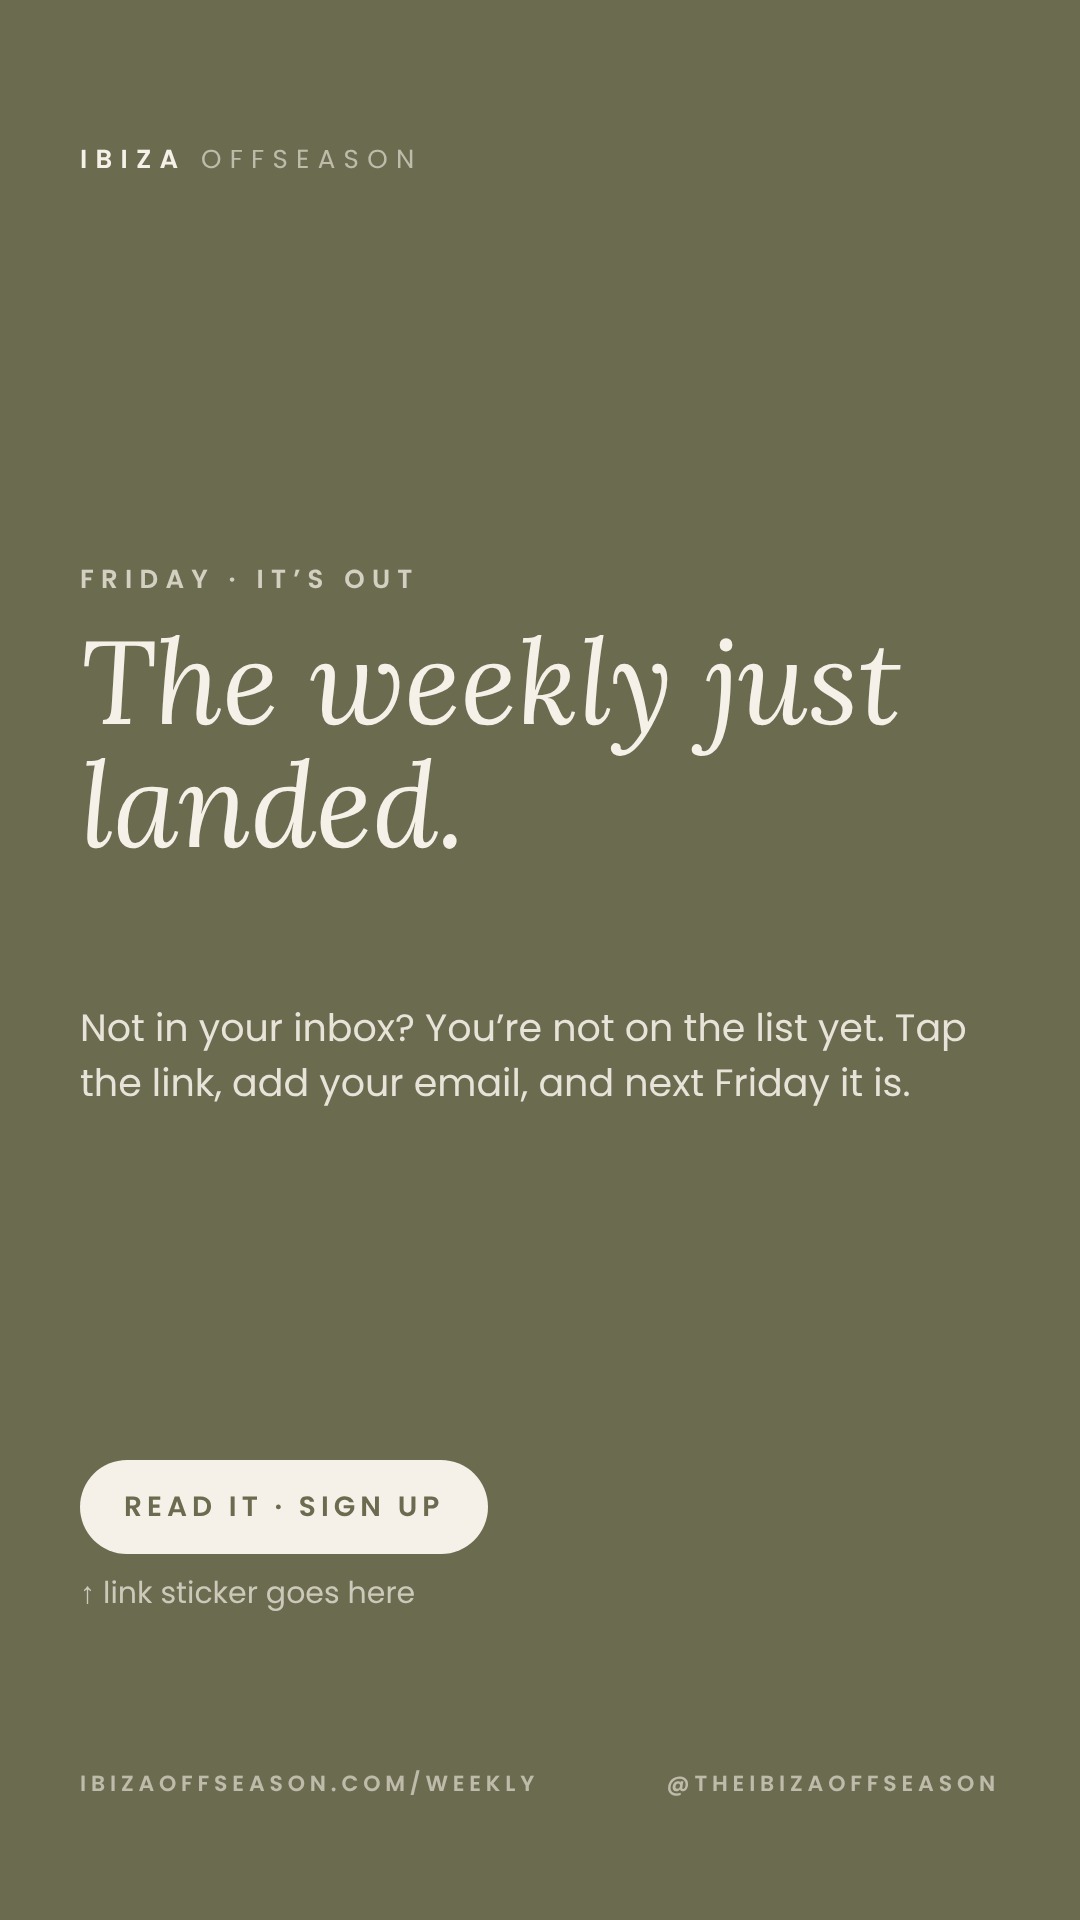 IBIZA OFFSEASON
FRIDAY · IT’S OUT
The weekly just
landed.
Not in your inbox? You’re not on the list yet. Tap
the link, add your email, and next Friday it is.
READ IT · SIGN UP
↑ link sticker goes here
IBIZAOFFSEASON.COM/WEEKLY @THEIBIZAOFFSEASON